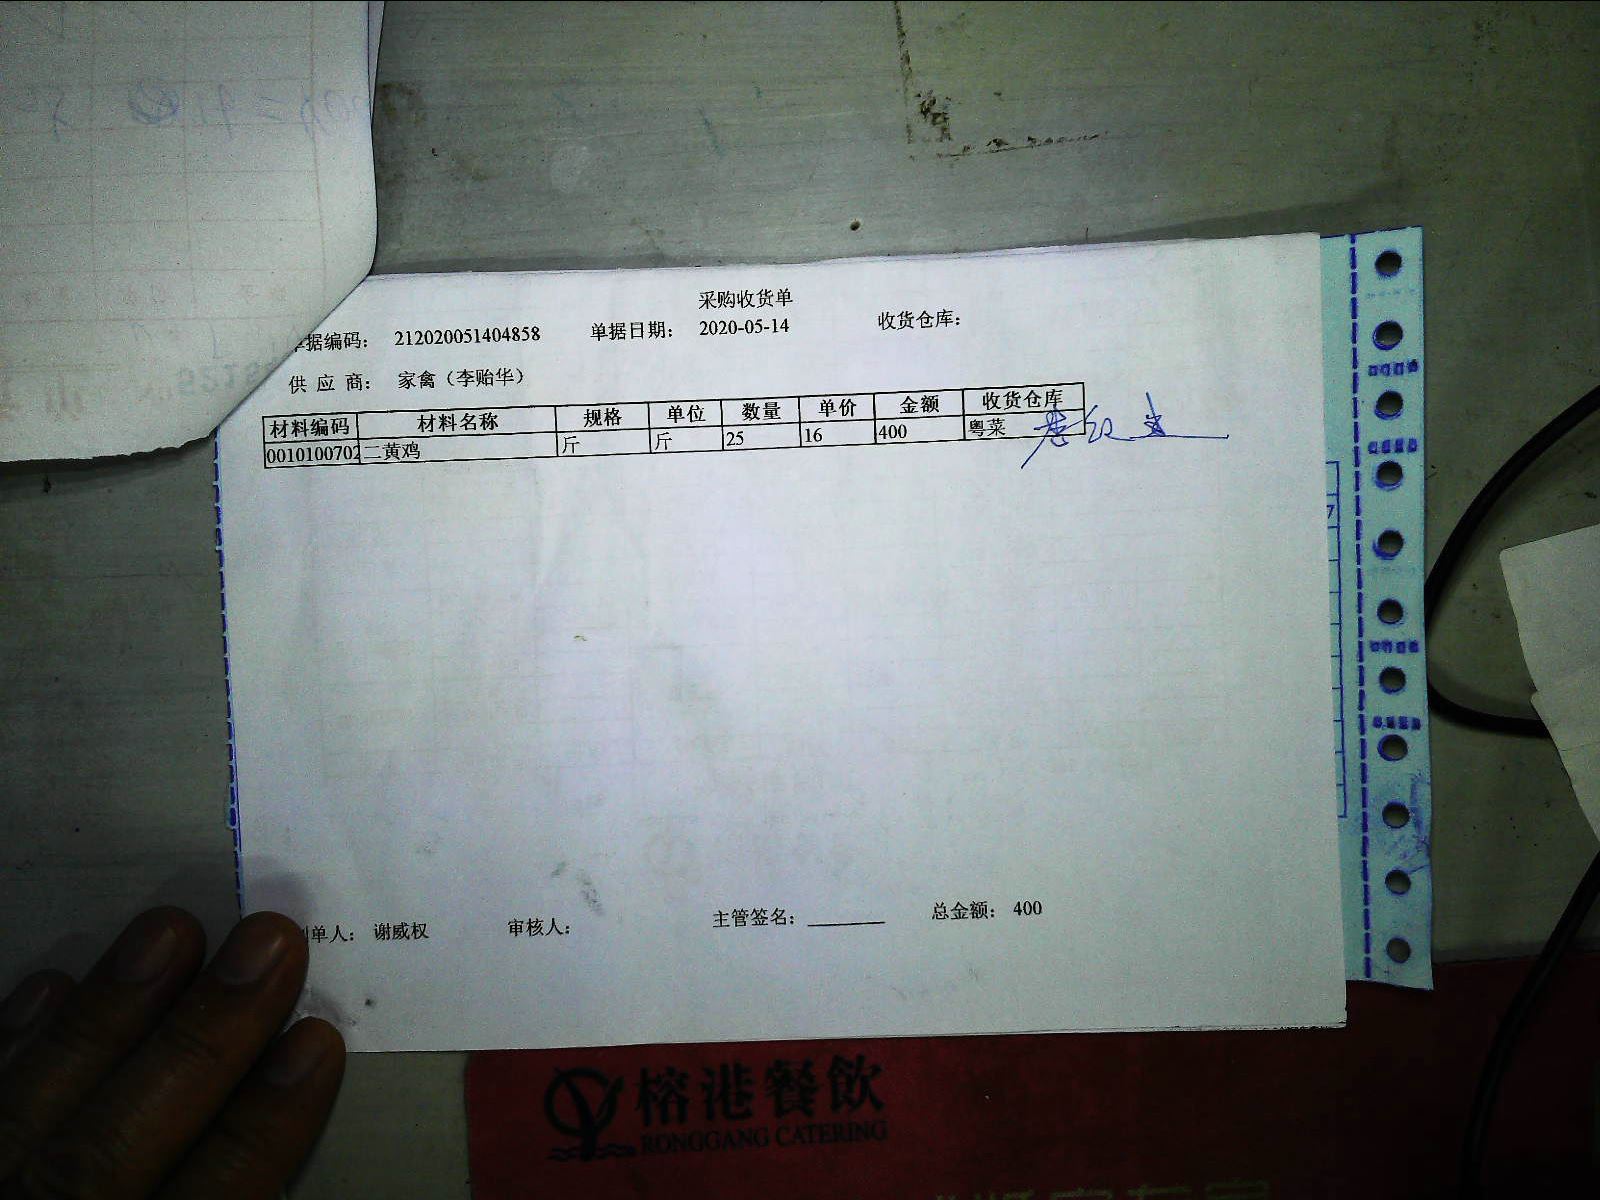 采购收货单
单据编码： 212020051404858 单据日期： 2020-05-14 收货仓库：
供 应 商： 家禽（李贻华）
材料编码 材料名称 规格 单位 数量 单价 金额 收货仓库
0010100702 二黄鸡 斤 斤 25 16 400 粤菜
制单人： 谢威权 审核人： 主管签名：________ 总金额： 400
榕港餐飲
RONGGANG CATERING